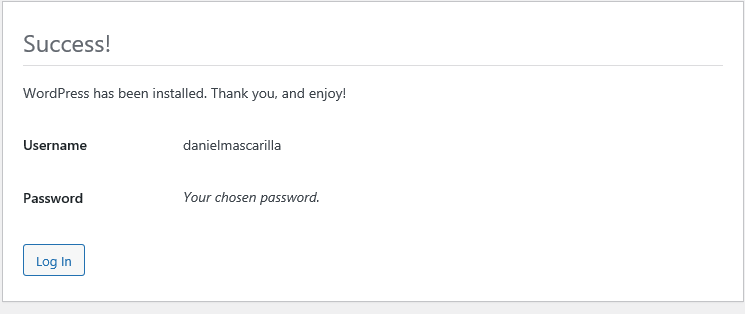 Success!
WordPress has been installed. Thank you, and enjoy!
Username danielmascarilla
Password Your chosen password.
Log In